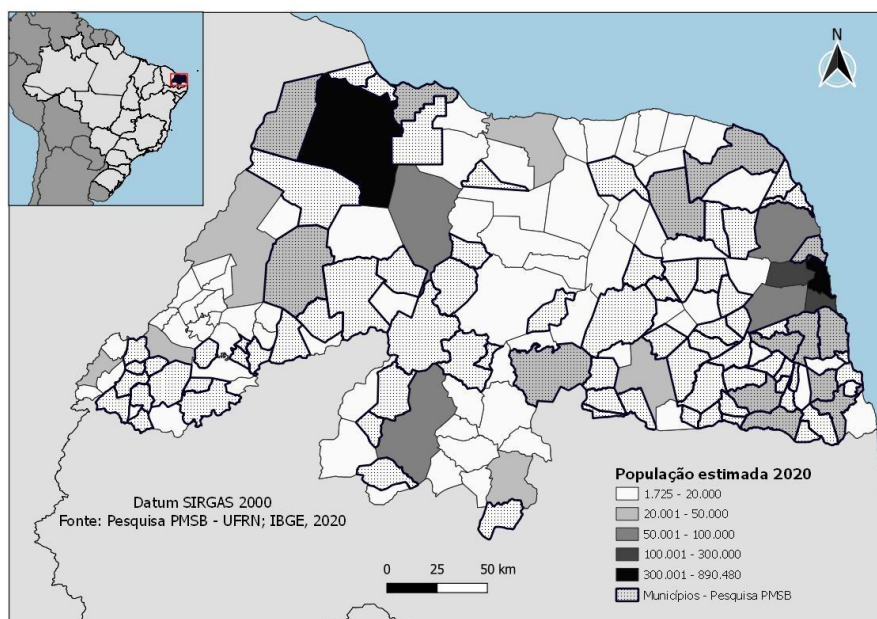 N
Datum SIRGAS 2000
Fonte: Pesquisa PMSB - UFRN; IBGE, 2020
0 25 50 km
População estimada 2020
1.725 - 20.000
20.001 - 50.000
50.001 - 100.000
100.001 - 300.000
300.001 - 890.480
Municípios - Pesquisa PMSB